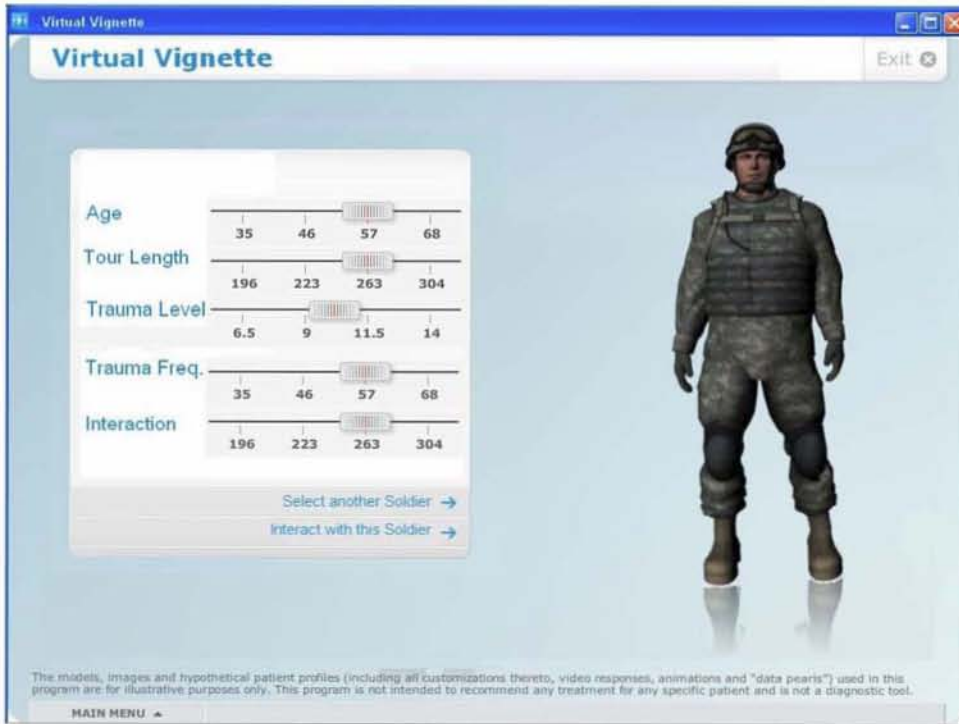 Virtual Vignette
Virtual Vignette
Exit
Age
35 46 57 68
Tour Length
196 223 263 304
Trauma Level
6.5 9 11.5 14
Trauma Freq.
35 46 57 68
Interaction
196 223 263 304
Select another Soldier →
Interact with this Soldier →
The models, images and hypothetical patient profiles (including all customizations thereto, video responses, animations and "data pearls") used in this
program are for illustrative purposes only. This program is not intended to recommend any treatment for any specific patient and is not a diagnostic tool.
MAIN MENU